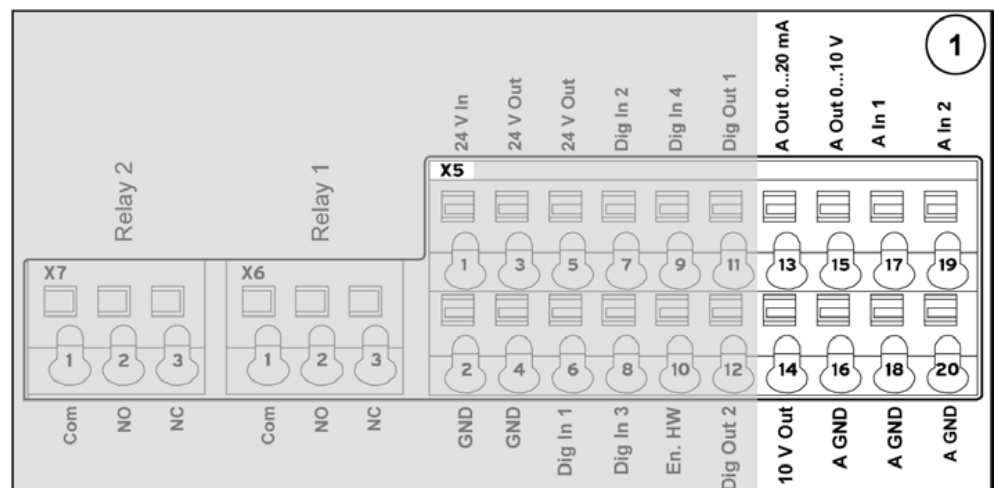 1
24 V In
24 V Out
24 V Out
Dig In 2
Dig In 4
Dig Out 1
A Out 0...20 mA
A Out 0...10 V
A In 1
A In 2
Relay 2
Relay 1
X5
1 3 5 7 9 11 13 15 17 19
X7
X6
1 2 3
1 2 3
2 4 6 8 10 12 14 16 18 20
Com
NO
NC
Com
NO
NC
GND
GND
Dig In 1
Dig In 3
En. HW
Dig Out 2
10 V Out
A GND
A GND
A GND